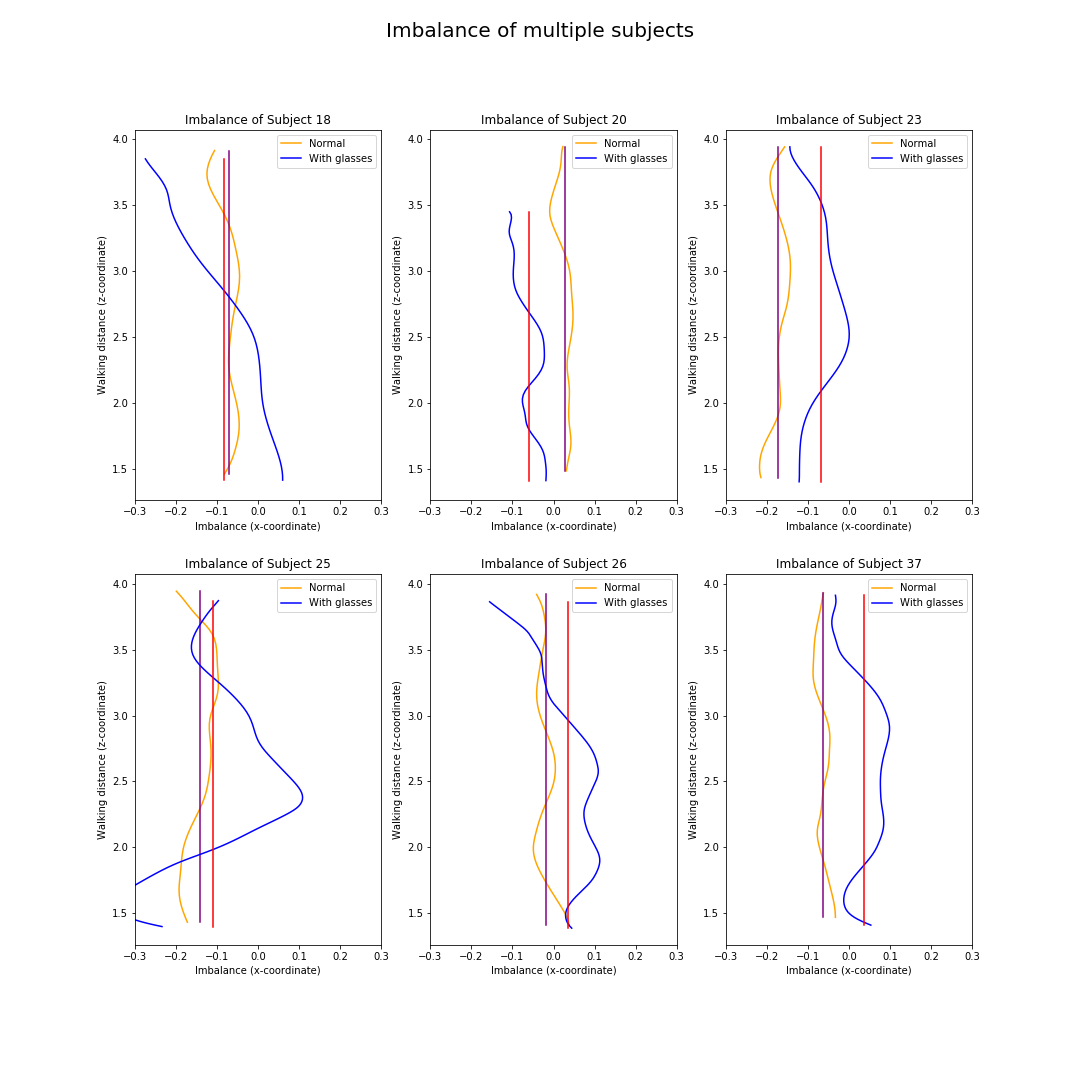 Imbalance of multiple subjects
Imbalance of Subject 18
Normal
With glasses
4.0
3.5
3.0
2.5
2.0
1.5
Walking distance (z-coordinate)
−0.3 −0.2 −0.1 0.0 0.1 0.2 0.3
Imbalance (x-coordinate)
Imbalance of Subject 20
Normal
With glasses
4.0
3.5
3.0
2.5
2.0
1.5
Walking distance (z-coordinate)
−0.3 −0.2 −0.1 0.0 0.1 0.2 0.3
Imbalance (x-coordinate)
Imbalance of Subject 23
Normal
With glasses
4.0
3.5
3.0
2.5
2.0
1.5
Walking distance (z-coordinate)
−0.3 −0.2 −0.1 0.0 0.1 0.2 0.3
Imbalance (x-coordinate)
Imbalance of Subject 25
Normal
With glasses
4.0
3.5
3.0
2.5
2.0
1.5
Walking distance (z-coordinate)
−0.3 −0.2 −0.1 0.0 0.1 0.2 0.3
Imbalance (x-coordinate)
Imbalance of Subject 26
Normal
With glasses
4.0
3.5
3.0
2.5
2.0
1.5
Walking distance (z-coordinate)
−0.3 −0.2 −0.1 0.0 0.1 0.2 0.3
Imbalance (x-coordinate)
Imbalance of Subject 37
Normal
With glasses
4.0
3.5
3.0
2.5
2.0
1.5
Walking distance (z-coordinate)
−0.3 −0.2 −0.1 0.0 0.1 0.2 0.3
Imbalance (x-coordinate)